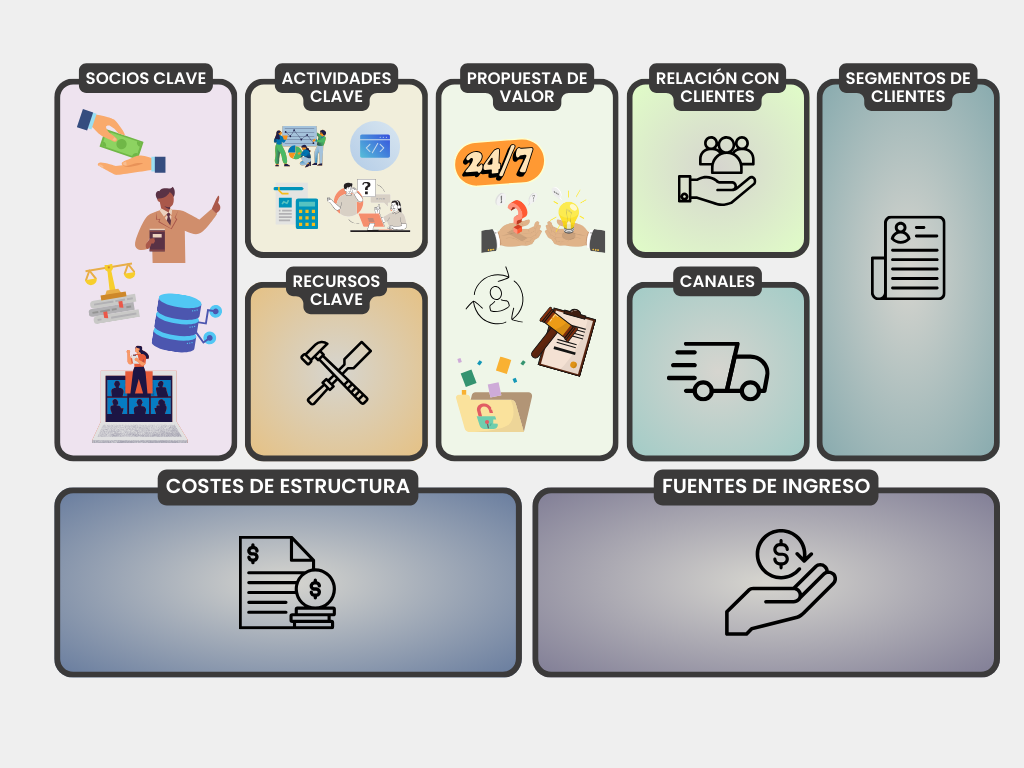 SOCIOS CLAVE
ACTIVIDADES
CLAVE
PROPUESTA DE
VALOR
RELACIÓN CON
CLIENTES
SEGMENTOS DE
CLIENTES
</>
?
24/7
! ? ?
RECURSOS
CLAVE
CANALES
COSTES DE ESTRUCTURA
FUENTES DE INGRESO
$
$
$